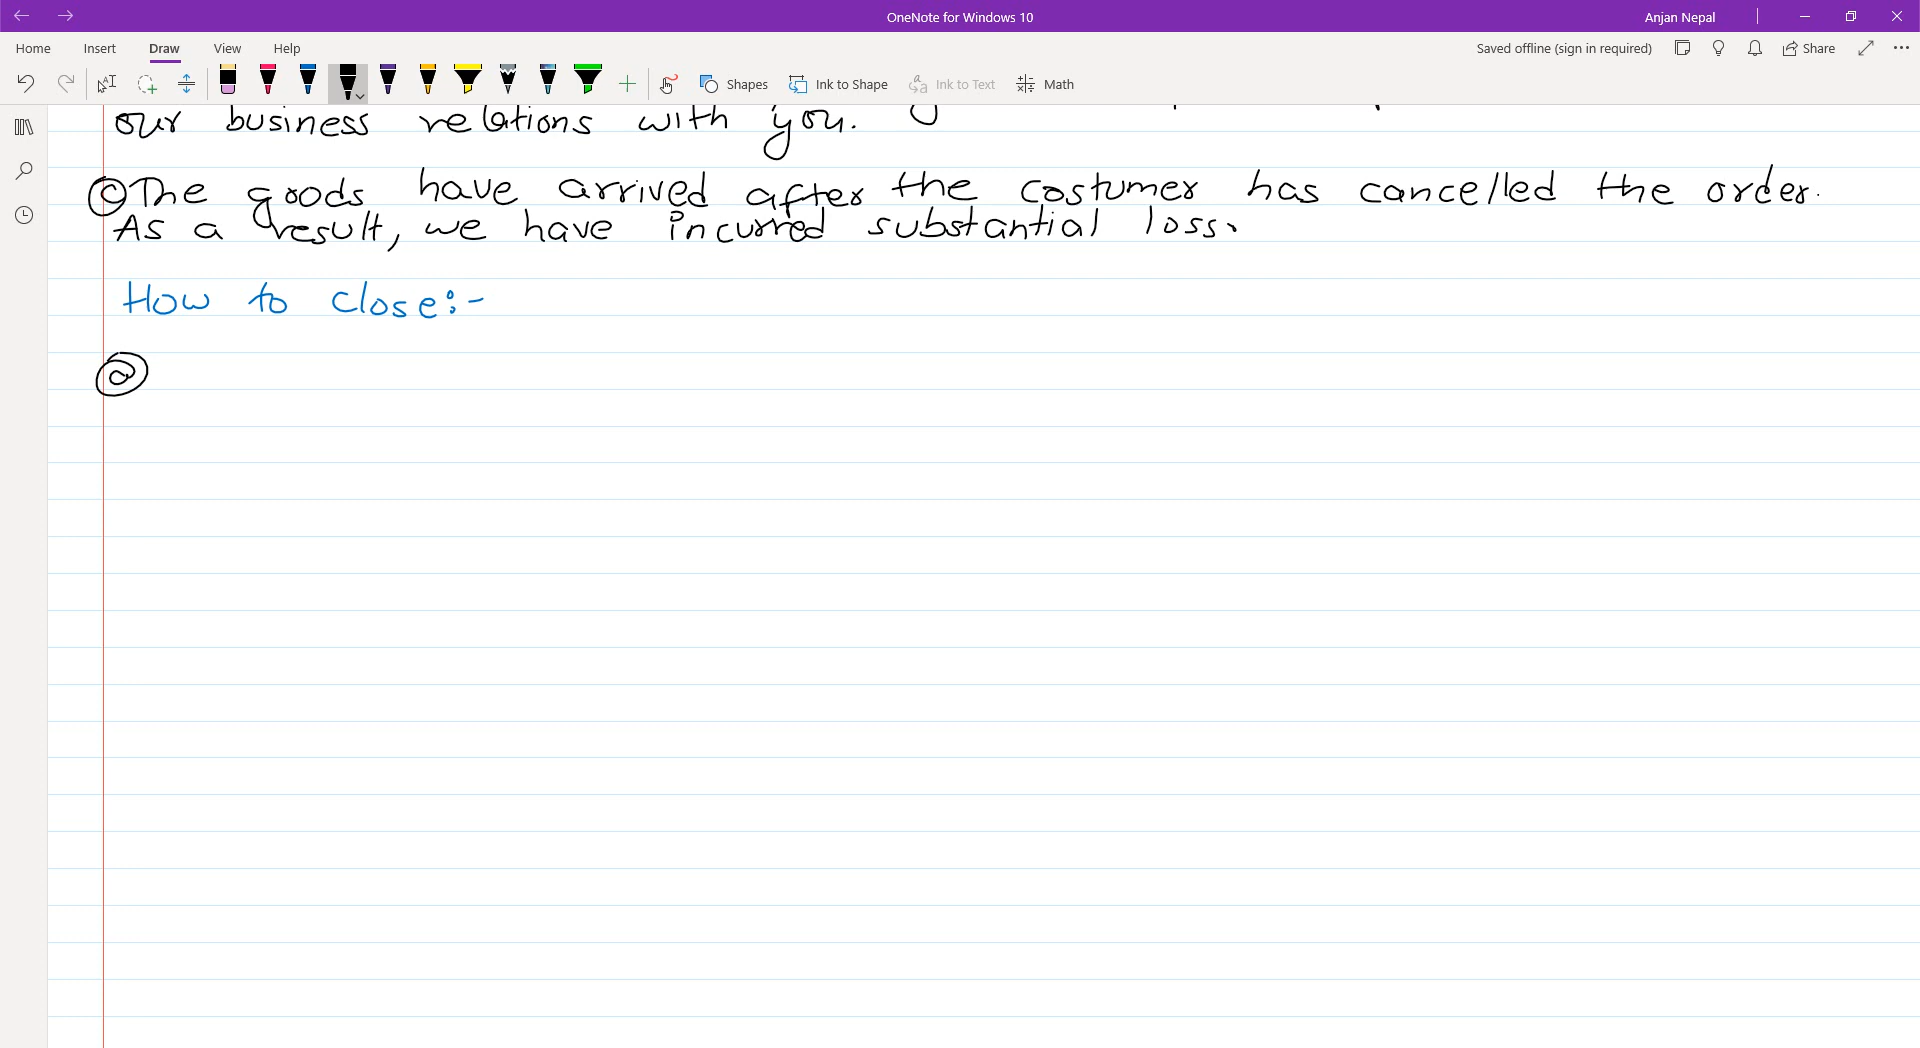 OneNote for Windows 10
Anjan Nepal
Home Insert Draw View Help
Saved offline (sign in required)
Share
Shapes
Ink to Shape
Ink to Text
Math
our business relations with you.
ⓒ The goods have arrived after the costumer has cancelled the order.
As a result, we have incurred substantial loss.
How to close:-
ⓐ